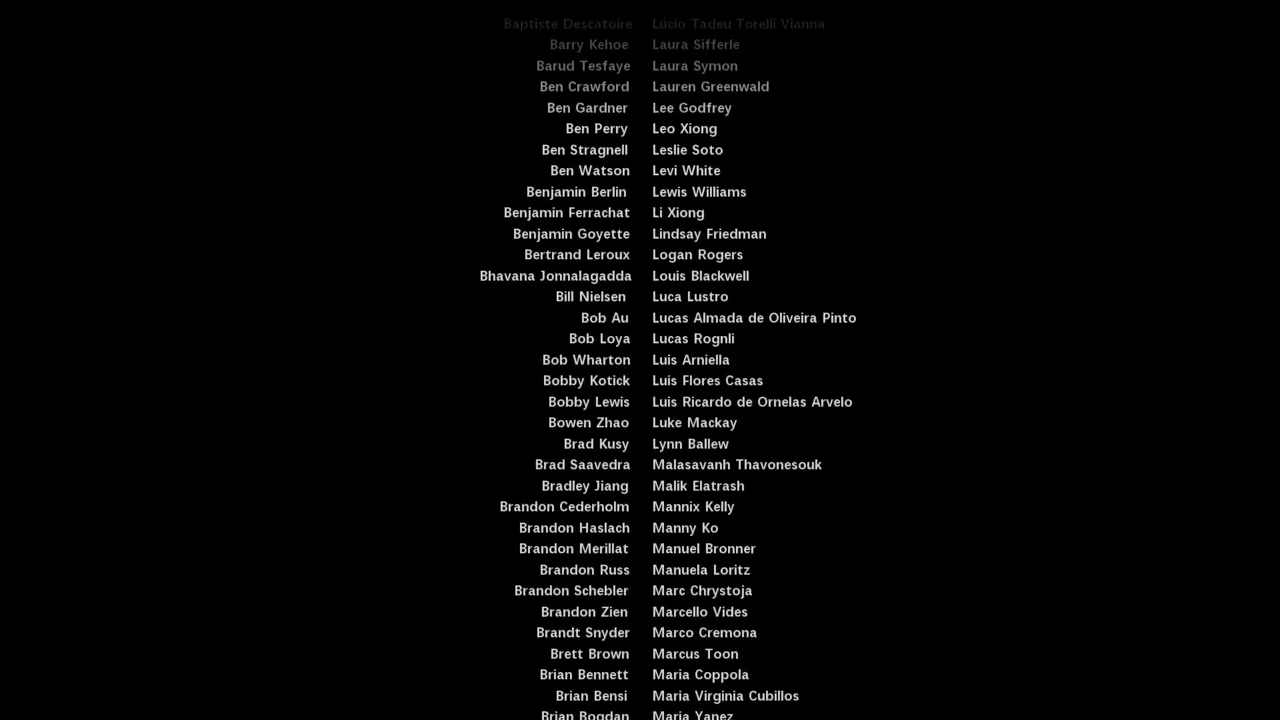 Baptiste Descatoire Lúcio Tadeu Torelli Vianna
Barry Kehoe Laura Sifferle
Barud Tesfaye Laura Symon
Ben Crawford Lauren Greenwald
Ben Gardner Lee Godfrey
Ben Perry Leo Xiong
Ben Stragnell Leslie Soto
Ben Watson Levi White
Benjamin Berlin Lewis Williams
Benjamin Ferrachat Li Xiong
Benjamin Goyette Lindsay Friedman
Bertrand Leroux Logan Rogers
Bhavana Jonnalagadda Louis Blackwell
Bill Nielsen Luca Lustro
Bob Au Lucas Almada de Oliveira Pinto
Bob Loya Lucas Rognli
Bob Wharton Luis Arniella
Bobby Kotick Luis Flores Casas
Bobby Lewis Luis Ricardo de Ornelas Arvelo
Bowen Zhao Luke Mackay
Brad Kusy Lynn Ballew
Brad Saavedra Malasavanh Thavonesouk
Bradley Jiang Malik Elatrash
Brandon Cederholm Mannix Kelly
Brandon Haslach Manny Ko
Brandon Merillat Manuel Bronner
Brandon Russ Manuela Loritz
Brandon Schebler Marc Chrystoja
Brandon Zien Marcello Vides
Brandt Snyder Marco Cremona
Brett Brown Marcus Toon
Brian Bennett Maria Coppola
Brian Bensi Maria Virginia Cubillos
Brian Bogdan Maria Yanez